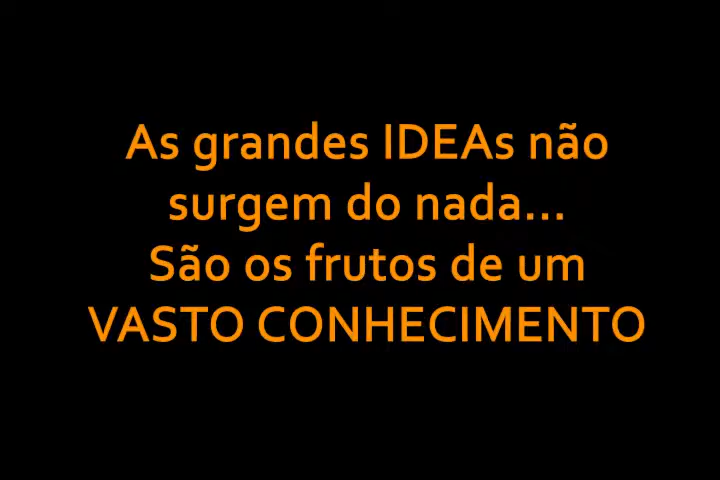 As grandes IDEAs não
surgem do nada...
São os frutos de um
VASTO CONHECIMENTO